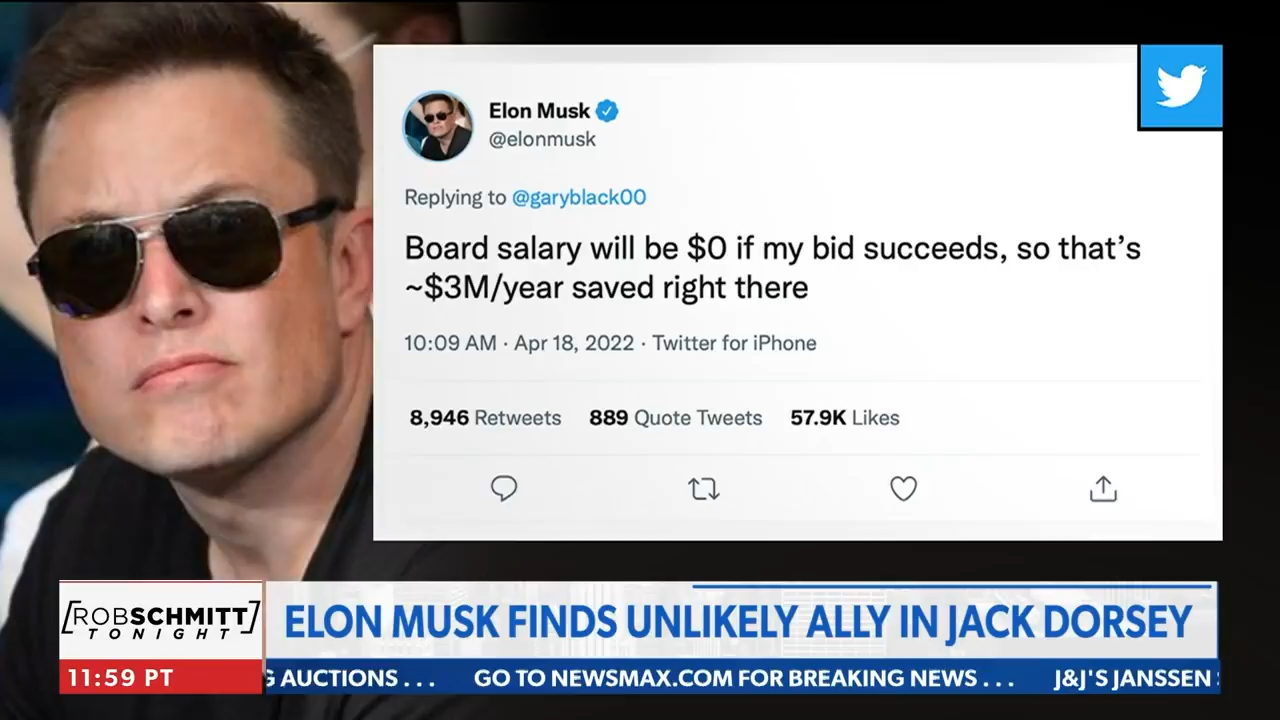 Elon Musk
@elonmusk
Replying to @garyblack00
Board salary will be $0 if my bid succeeds, so that’s
~$3M/year saved right there
10:09 AM · Apr 18, 2022 · Twitter for iPhone
8,946 Retweets 889 Quote Tweets 57.9K Likes
[ROBSCHMITT]
TONIGHT
ELON MUSK FINDS UNLIKELY ALLY IN JACK DORSEY
11:59 PT
G AUCTIONS . . . GO TO NEWSMAX.COM FOR BREAKING NEWS . . . J&J'S JANSSEN